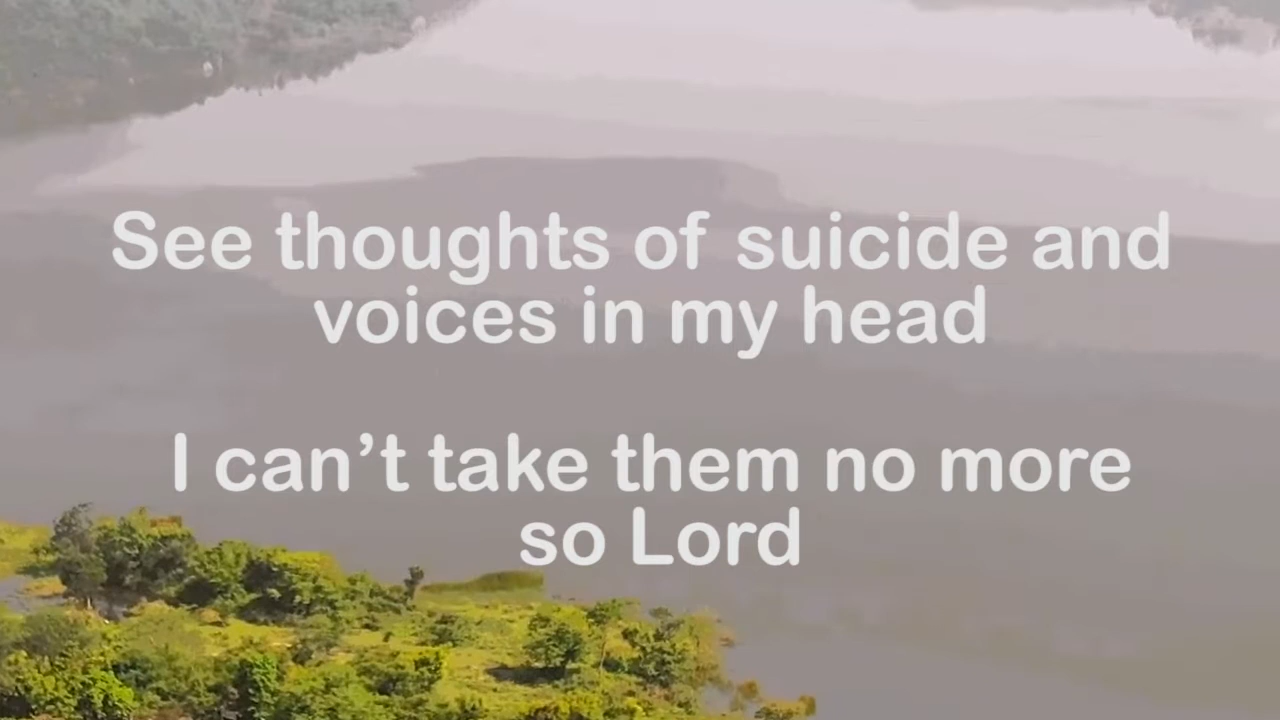 See thoughts of suicide and
voices in my head
I can’t take them no more
so Lord